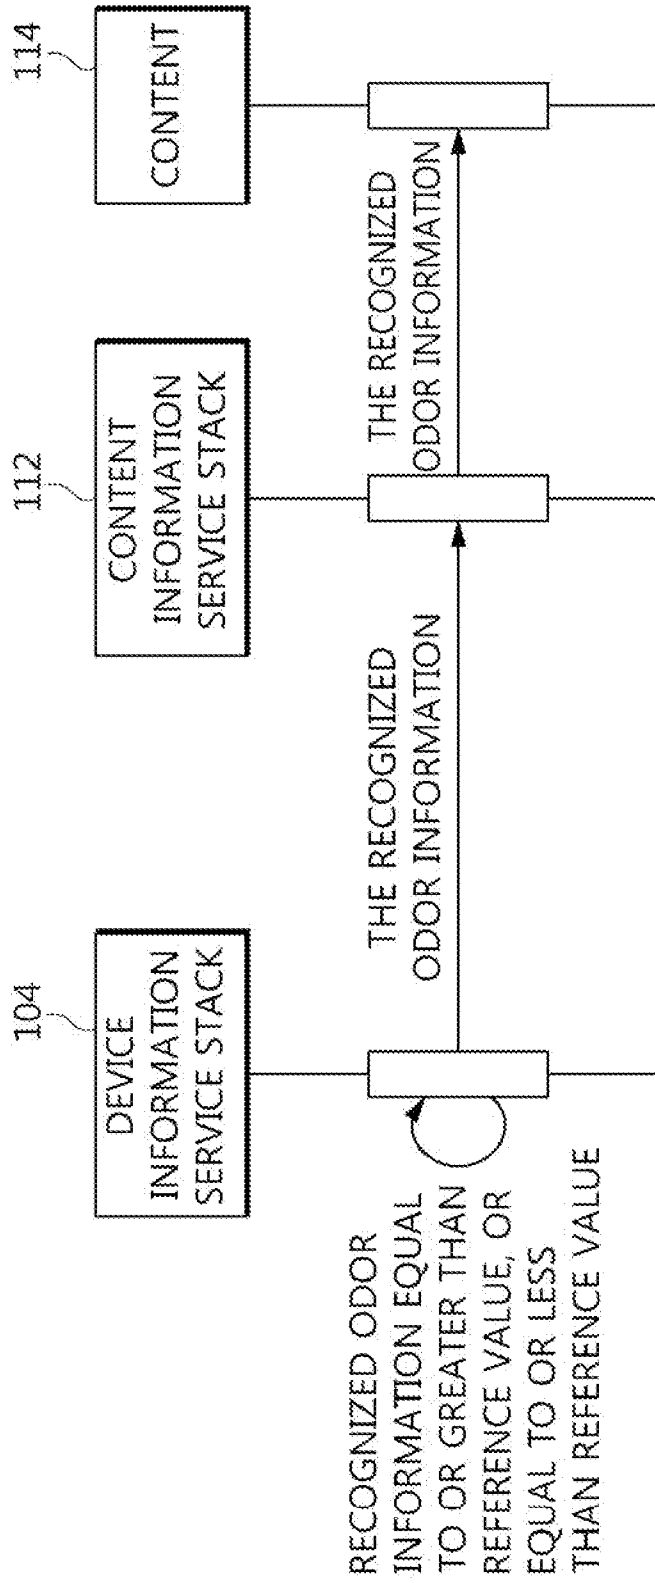 104
DEVICE
INFORMATION
SERVICE STACK
112
CONTENT
INFORMATION
SERVICE STACK
114
CONTENT
RECOGNIZED ODOR
INFORMATION EQUAL
TO OR GREATER THAN
REFERENCE VALUE, OR
EQUAL TO OR LESS
THAN REFERENCE VALUE
THE RECOGNIZED
ODOR INFORMATION
THE RECOGNIZED
ODOR INFORMATION